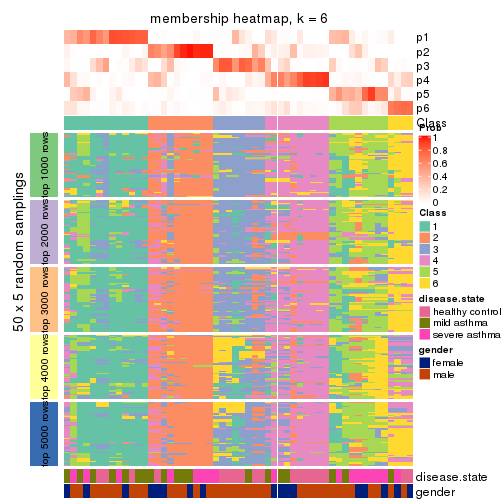 membership heatmap, k = 6
p1
p2
p3
p4
p5
p6
Class
50 x 5 random samplings
top 1000 rows
top 2000 rows
top 3000 rows
top 4000 rows
top 5000 rows
Prob
1
0.8
0.6
0.4
0.2
0
Class
1
2
3
4
5
6
disease.state
healthy control
mild asthma
severe asthma
gender
female
male
disease.state
gender